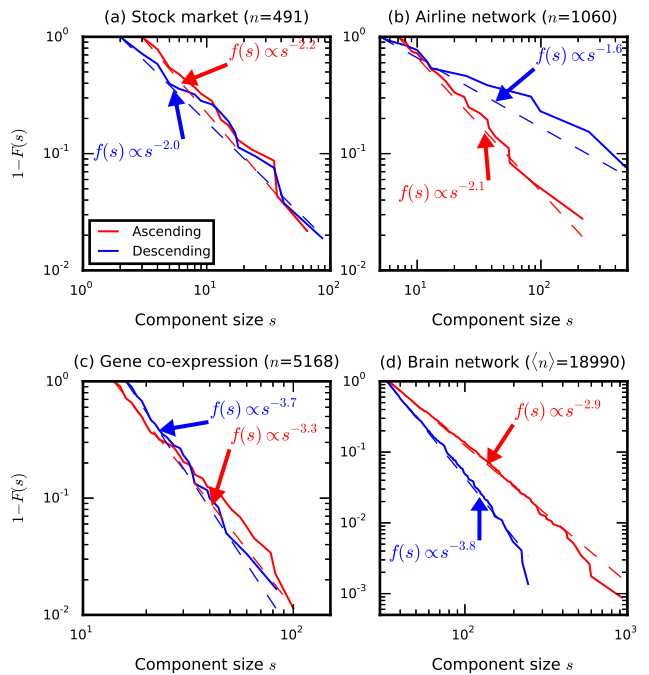 (a) Stock market (n=491)
10^0
f(s) ∝ s^{−2.2}
1−F(s)
10^{-1}
f(s) ∝ s^{−2.0}
Ascending
Descending
10^{-2}
10^0 10^1 10^2
Component size s
(b) Airline network (n=1060)
10^0
f(s) ∝ s^{−1.6}
10^{-1}
f(s) ∝ s^{−2.1}
10^{-2}
10^1 10^2
Component size s
(c) Gene co-expression (n=5168)
10^0
f(s) ∝ s^{−3.7}
f(s) ∝ s^{−3.3}
1−F(s)
10^{-1}
10^{-2}
10^1 10^2
Component size s
(d) Brain network (⟨n⟩=18990)
10^0
f(s) ∝ s^{−2.9}
10^{-1}
10^{-2}
f(s) ∝ s^{−3.8}
10^{-3}
10^2 10^3
Component size s